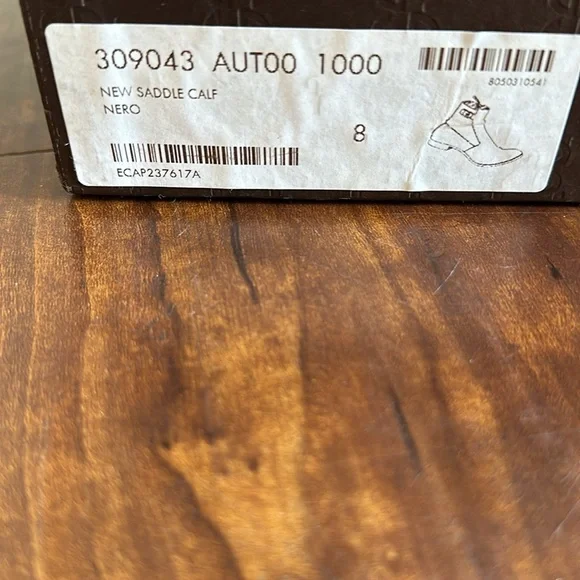 309043 AUT00 1000
8050310541
NEW SADDLE CALF
NERO
8
ECAP237617A